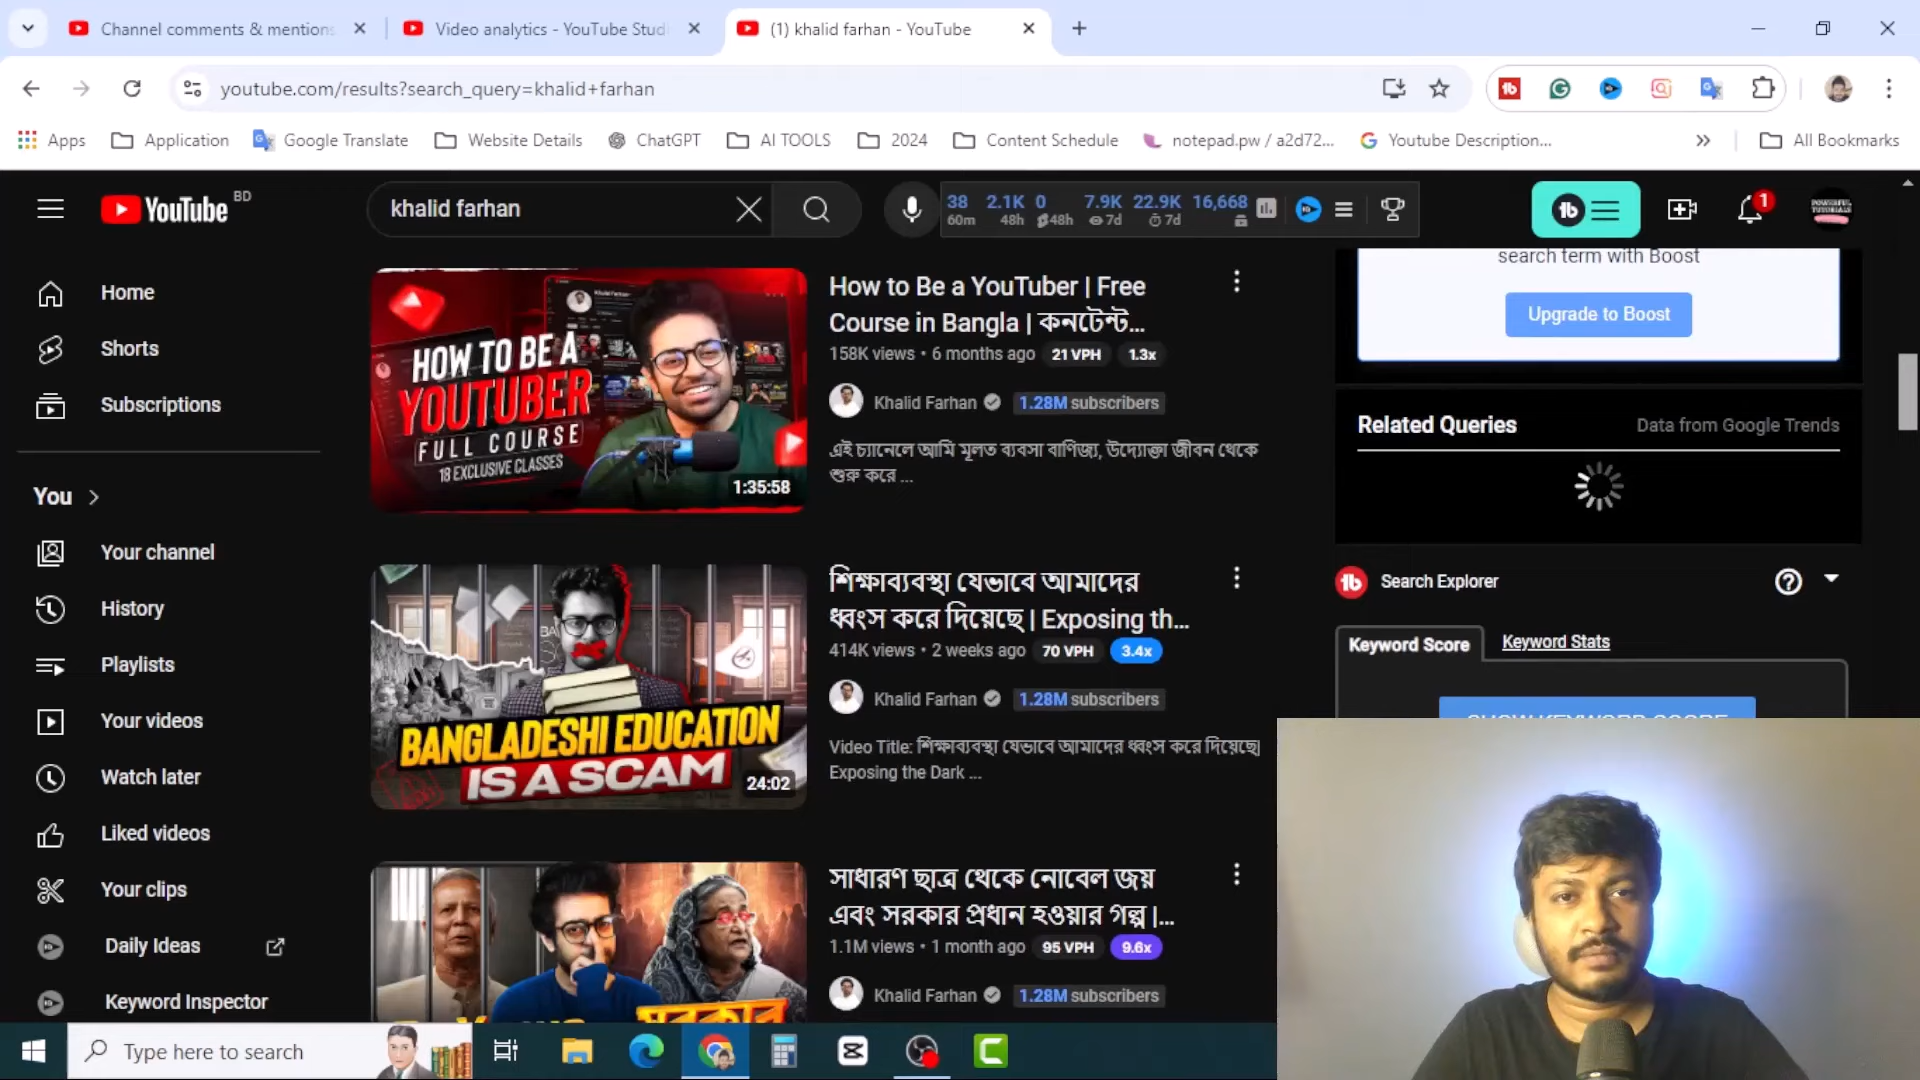 Channel comments & mentions
Video analytics - YouTube Studi
(1) khalid farhan - YouTube
youtube.com/results?search_query=khalid+farhan
Apps
Application
Google Translate
Website Details
ChatGPT
AI TOOLS
2024
Content Schedule
notepad.pw / a2d72...
Youtube Description...
All Bookmarks
YouTube BD
khalid farhan
38 2.1K 0 7.9K 22.9K 16,668
60m 48h 48h 7d 7d
1
Home
Shorts
Subscriptions
You
Your channel
History
Playlists
Your videos
Watch later
Liked videos
Your clips
Daily Ideas
Keyword Inspector
HOW TO BE A
YOUTUBER
FULL COURSE
18 EXCLUSIVE CLASSES
1:35:58
How to Be a YouTuber | Free
Course in Bangla | কনটেন্ট...
158K views • 6 months ago 21 VPH 1.3x
Khalid Farhan 1.28M subscribers
এই চ্যানেলে আমি মূলত ব্যবসা বাণিজ্য, উদ্যোক্তা জীবন থেকে
শুরু করে ...
BANGLADESHI EDUCATION
IS A SCAM
24:02
শিক্ষাব্যবস্থা যেভাবে আমাদের
ধ্বংস করে দিয়েছে | Exposing th...
414K views • 2 weeks ago 70 VPH 3.4x
Khalid Farhan 1.28M subscribers
Video Title: শিক্ষাব্যবস্থা যেভাবে আমাদের ধ্বংস করে দিয়েছে|
Exposing the Dark ...
সরকার
সাধারণ ছাত্র থেকে নোবেল জয়
এবং সরকার প্রধান হওয়ার গল্প |...
1.1M views • 1 month ago 95 VPH 9.6x
Khalid Farhan 1.28M subscribers
search term with Boost
Upgrade to Boost
Related Queries
Data from Google Trends
Search Explorer
Keyword Score
Keyword Stats
SHOW KEYWORD SCORE
Type here to search